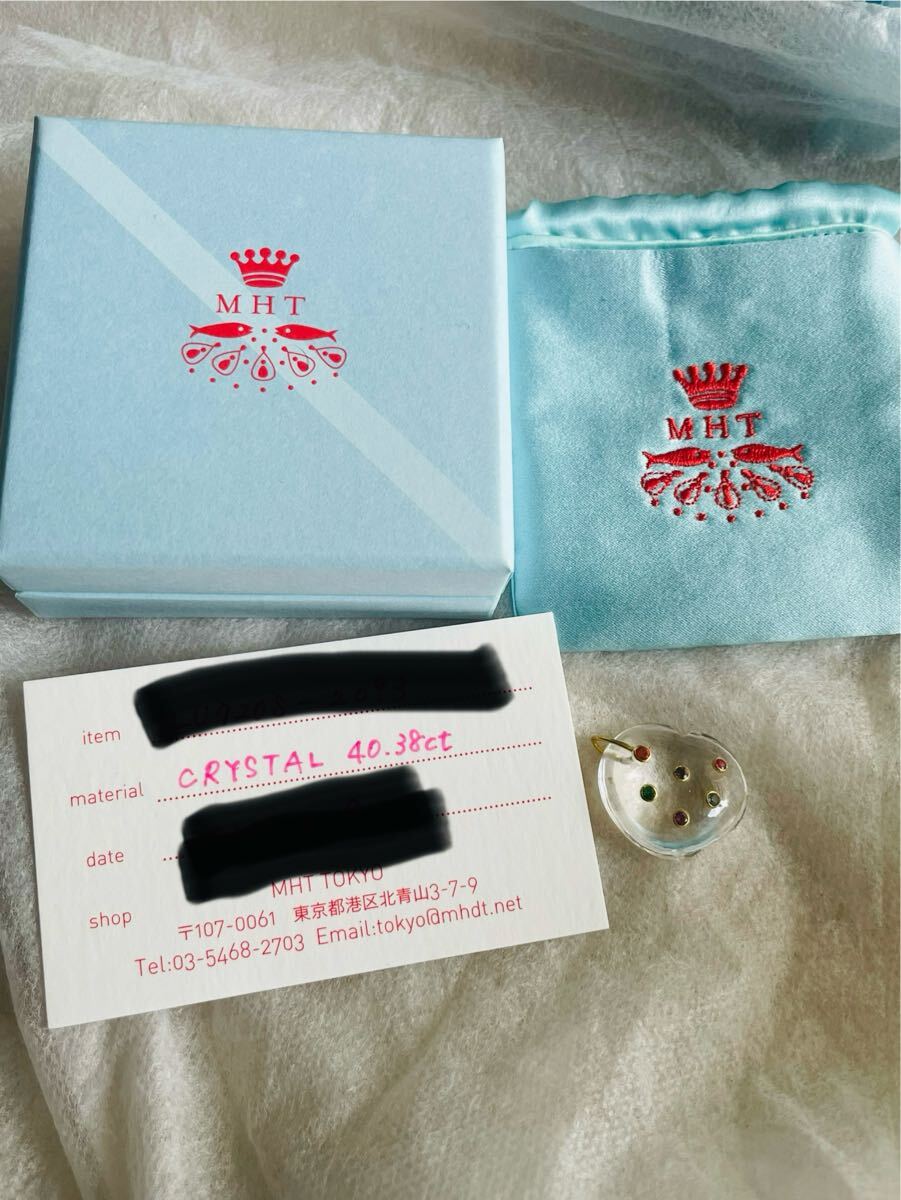 MHT
MHT
item
material CRYSTAL 40.38ct
date
shop MHT TOKYO
〒107-0061 東京都港区北青山3-7-9
Tel:03-5468-2703 Email:tokyo@mhdt.net